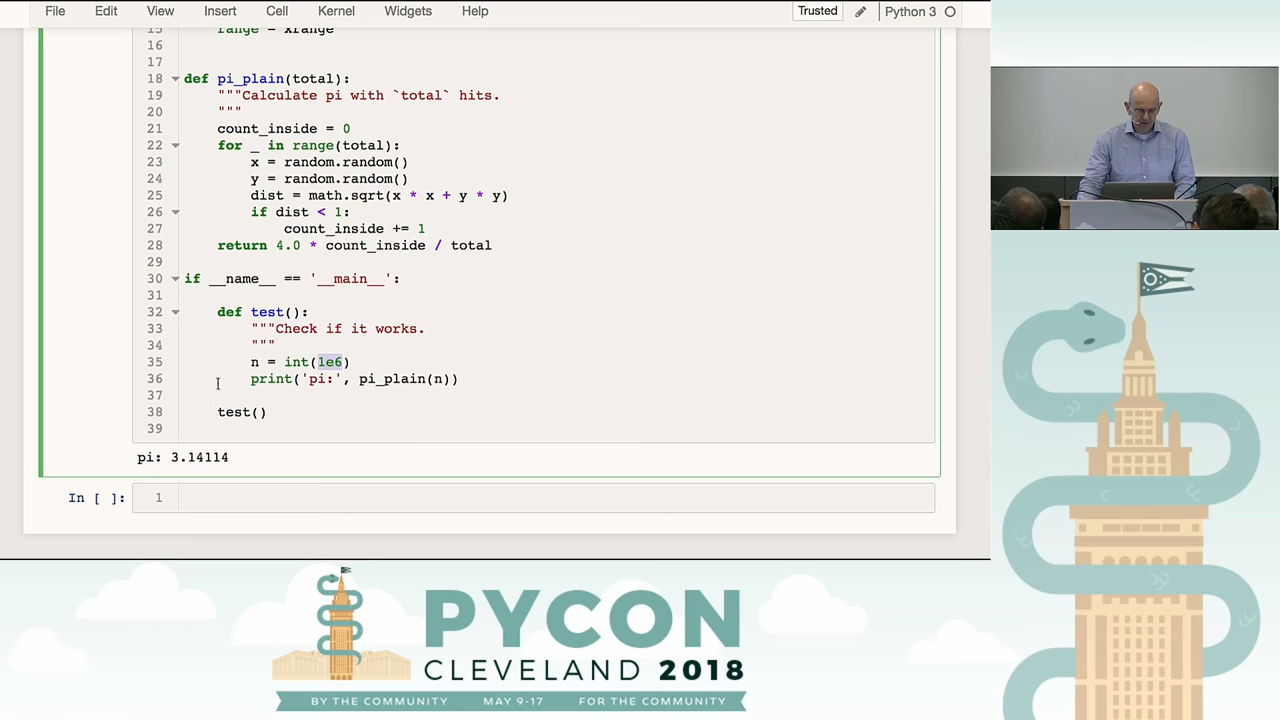 File Edit View Insert Cell Kernel Widgets Help Trusted Python 3
15 range = xrange
16
17
18 def pi_plain(total):
19 """Calculate pi with `total` hits.
20 """
21 count_inside = 0
22 for _ in range(total):
23 x = random.random()
24 y = random.random()
25 dist = math.sqrt(x * x + y * y)
26 if dist < 1:
27 count_inside += 1
28 return 4.0 * count_inside / total
29
30 if __name__ == '__main__':
31
32 def test():
33 """Check if it works.
34 """
35 n = int(1e6)
36 print('pi:', pi_plain(n))
37
38 test()
39
pi: 3.14114
In [ ]: 1
PYCON
CLEVELAND 2018
BY THE COMMUNITY MAY 9-17 FOR THE COMMUNITY